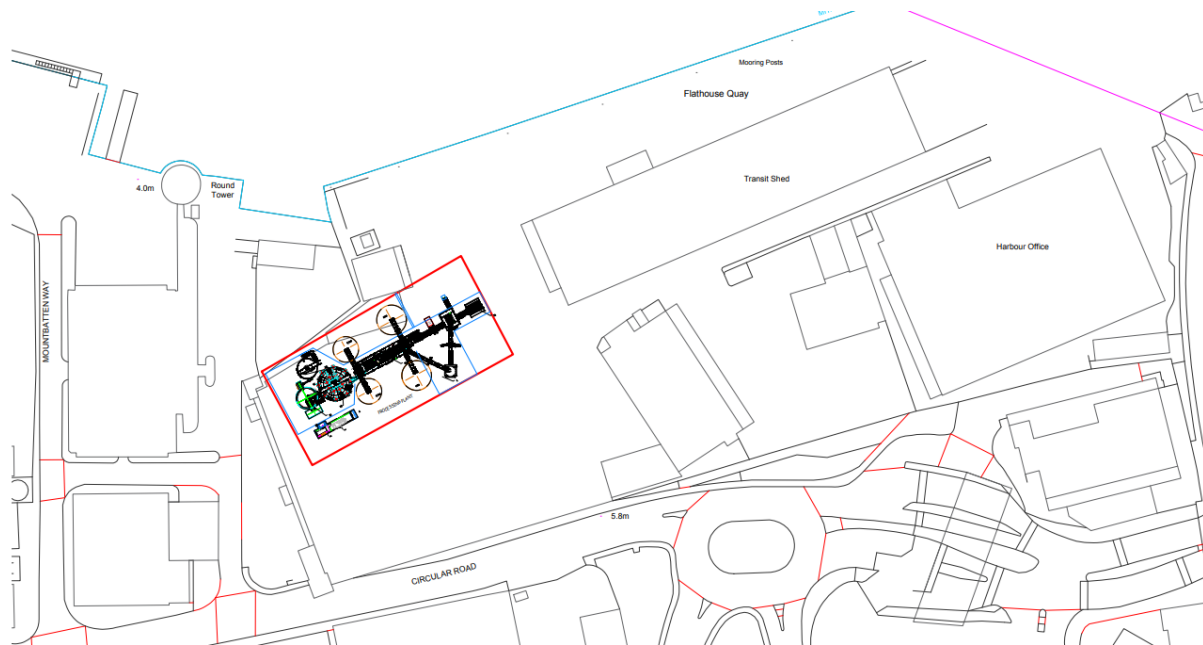 Mooring Posts
Flathouse Quay
4.0m
Round
Tower
Transit Shed
Harbour Office
MOUNTBATTEN WAY
5.8m
CIRCULAR ROAD